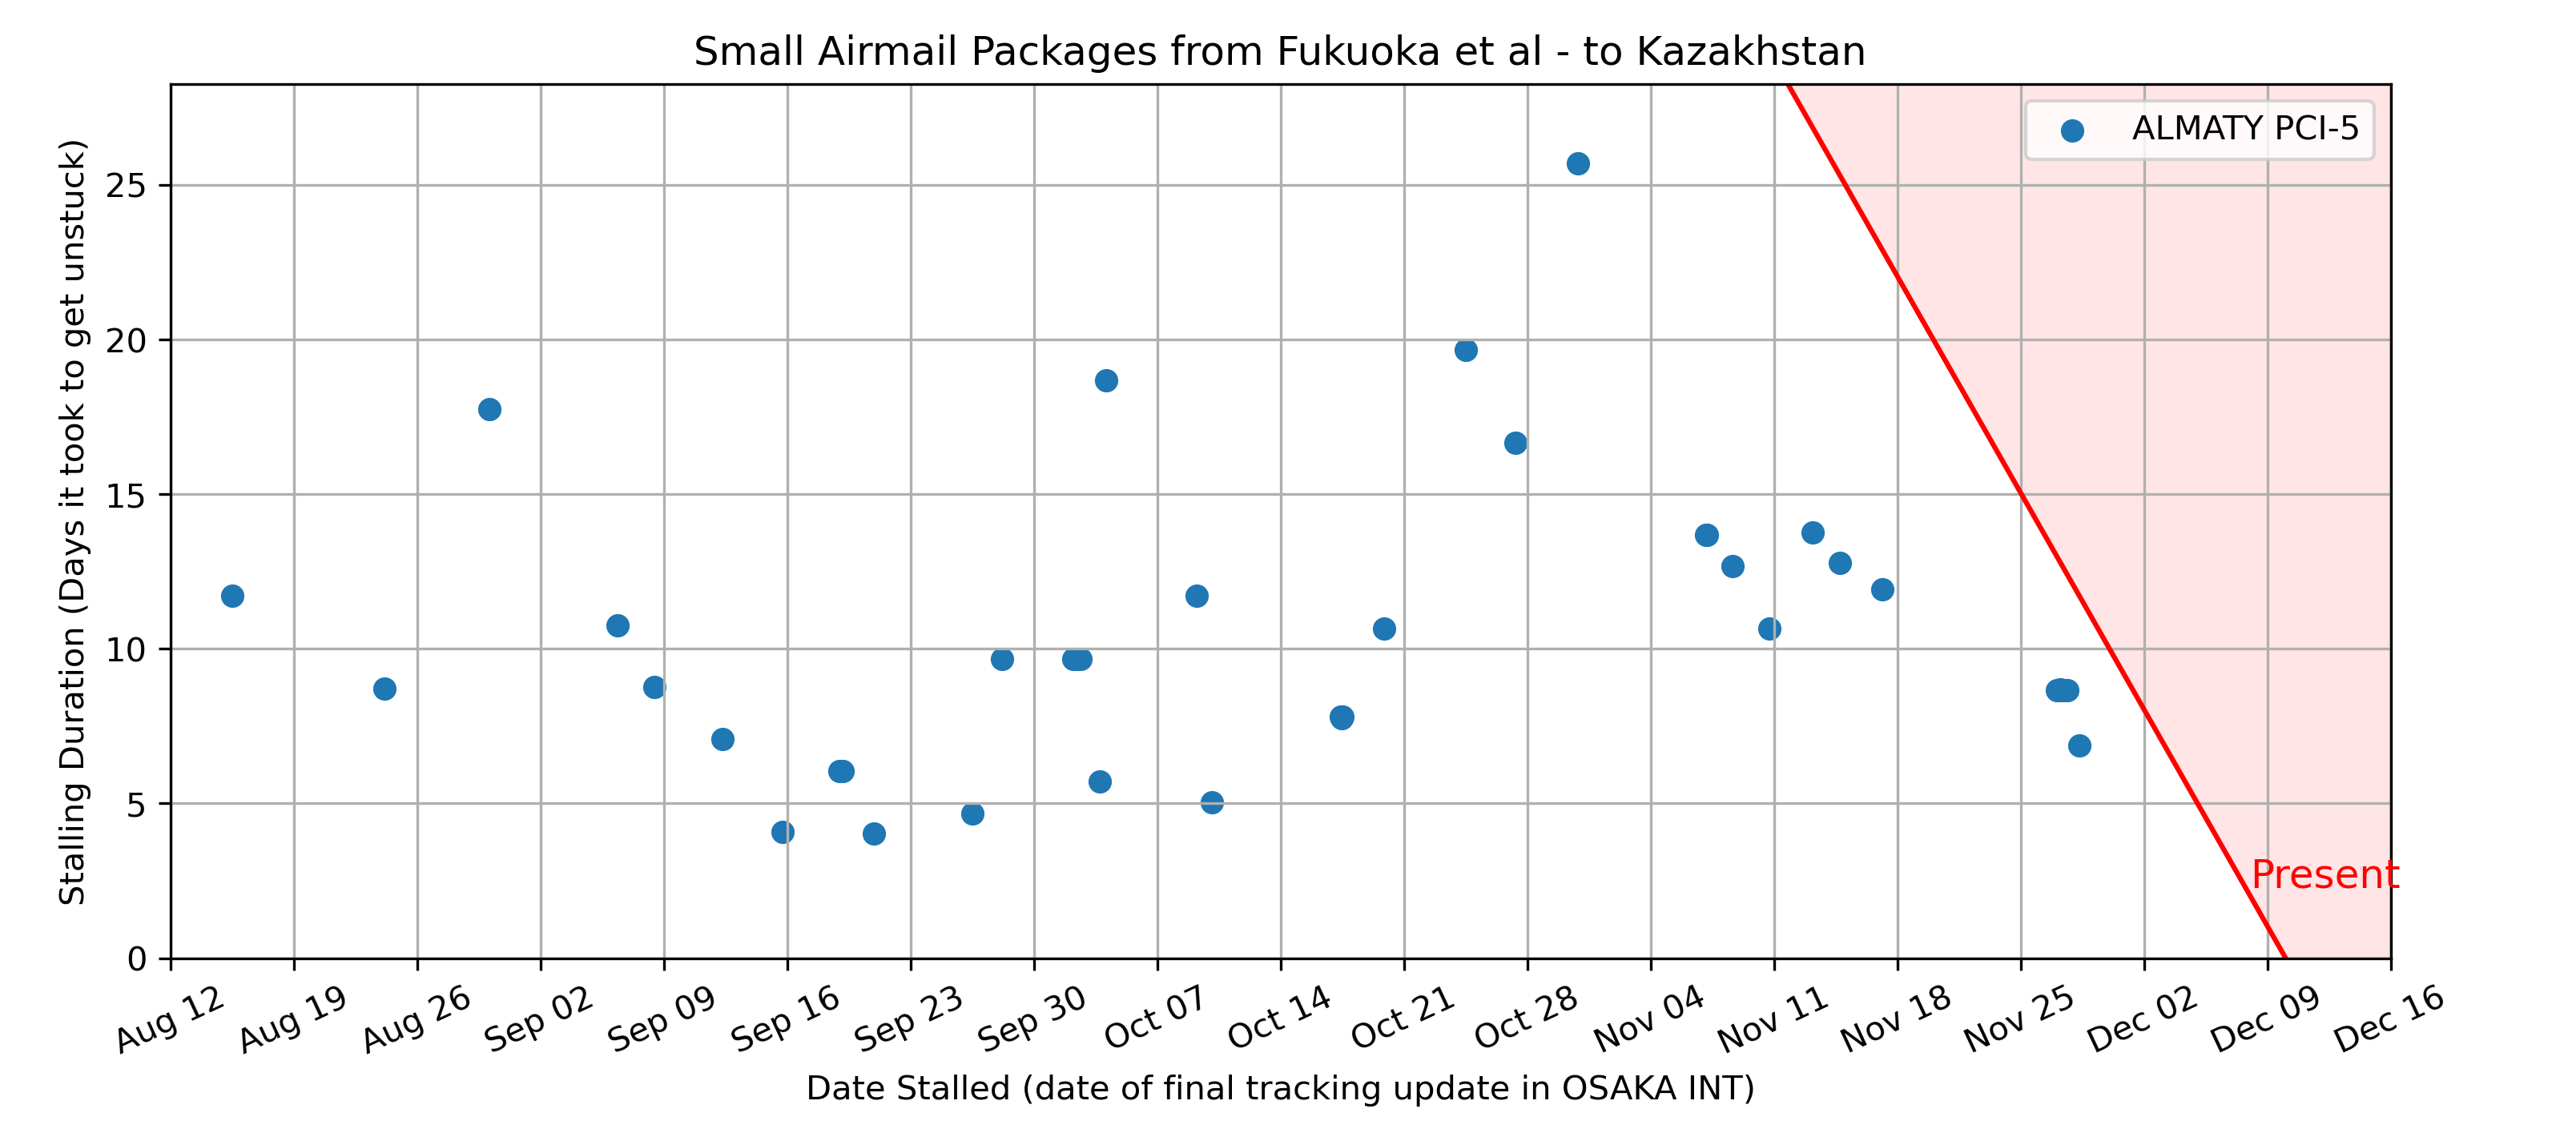 Small Airmail Packages from Fukuoka et al - to Kazakhstan
ALMATY PCI-5
Stalling Duration (Days it took to get unstuck)
25
20
15
10
5
0
Present
Aug 12
Aug 19
Aug 26
Sep 02
Sep 09
Sep 16
Sep 23
Sep 30
Oct 07
Oct 14
Oct 21
Oct 28
Nov 04
Nov 11
Nov 18
Nov 25
Dec 02
Dec 09
Dec 16
Date Stalled (date of final tracking update in OSAKA INT)